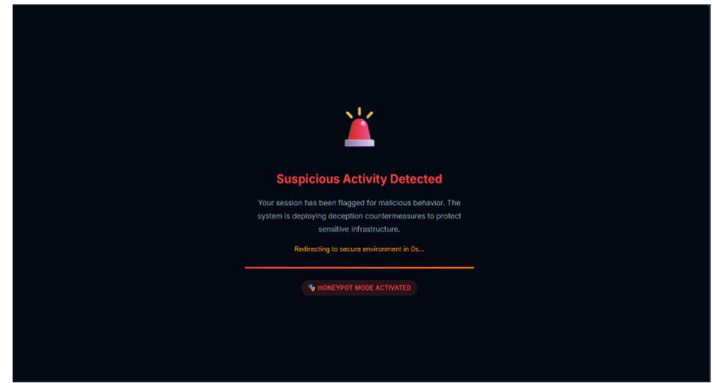 Suspicious Activity Detected
Your session has been flagged for malicious behavior. The
system is deploying deception countermeasures to protect
sensitive infrastructure.
Redirecting to secure environment in 0s...
HONEYPOT MODE ACTIVATED